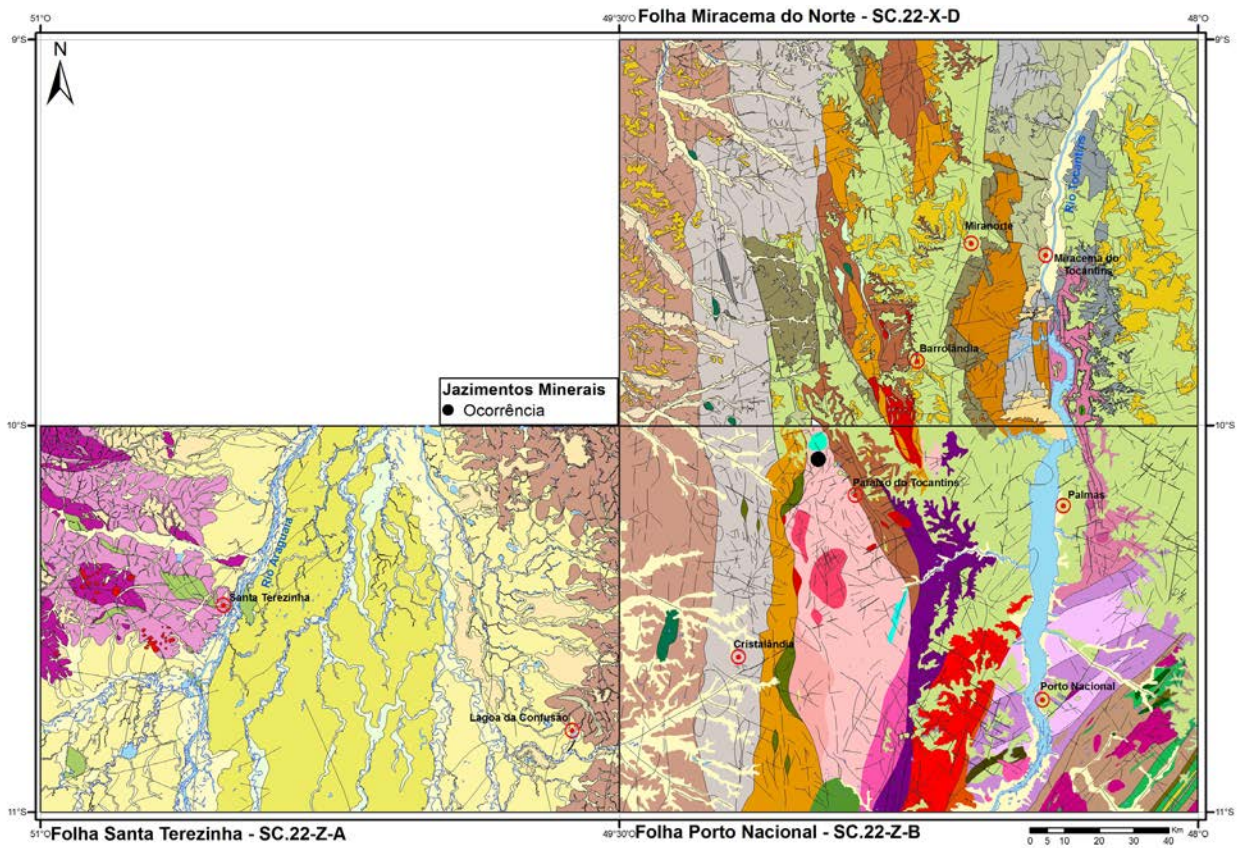 Folha Miracema do Norte - SC.22-X-D
51°O
49°30'O
48°O
9°S
9°S
N
Rio Tocantins
Miranorte
Miracema do
Tocantins
Barrolândia
Jazimentos Minerais
Ocorrência
10°S
10°S
Paraíso do Tocantins
Palmas
Rio Araguaia
Santa Terezinha
Cristalândia
Porto Nacional
Lagoa da Confusão
11°S
11°S
51°O
49°30'O
48°O
Folha Santa Terezinha - SC.22-Z-A
Folha Porto Nacional - SC.22-Z-B
Km
0 5 10 20 30 40